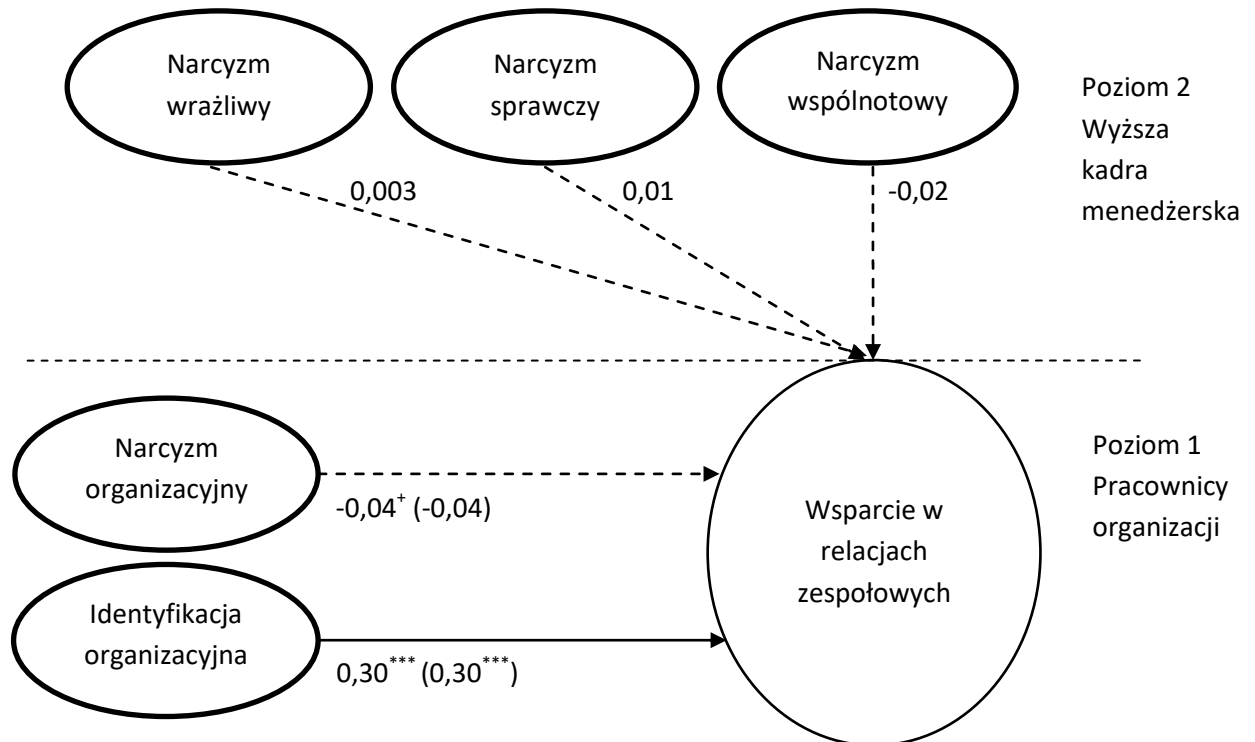 Narcyzm
wrażliwy
Narcyzm
sprawczy
Narcyzm
wspólnotowy
Poziom 2
Wyższa
kadra
menedżerska
0,003
0,01
-0,02
Narcyzm
organizacyjny
-0,04⁺ (-0,04)
Identyfikacja
organizacyjna
0,30*** (0,30***)
Wsparcie w
relacjach
zespołowych
Poziom 1
Pracownicy
organizacji